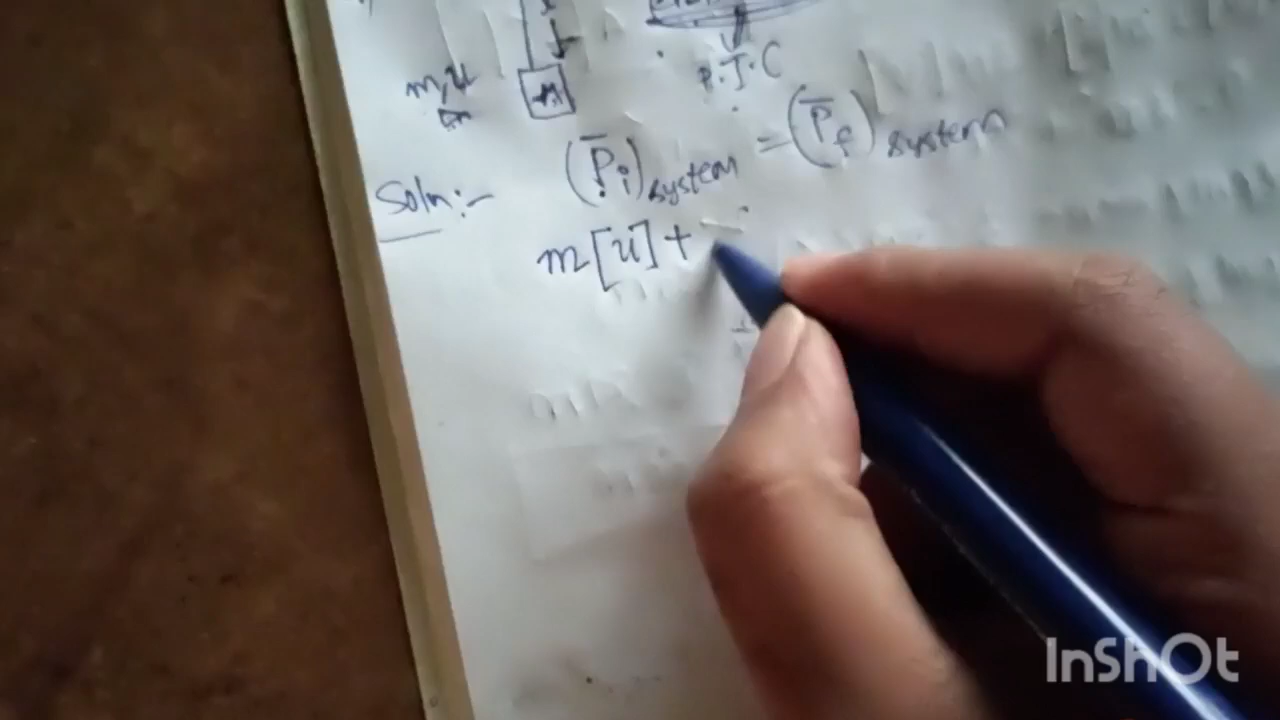 m, u
P.I.C
(P̄i)system = (P̄f)system
Soln:-
m[u] +
InShOt